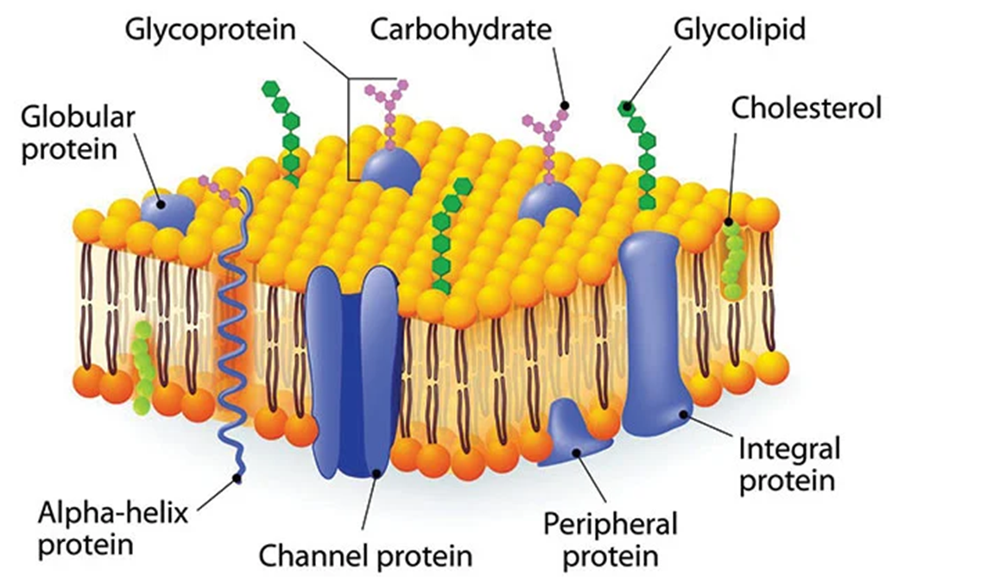 Glycoprotein
Carbohydrate
Glycolipid
Globular
protein
Cholesterol
Integral
protein
Alpha-helix
protein
Peripheral
protein
Channel protein